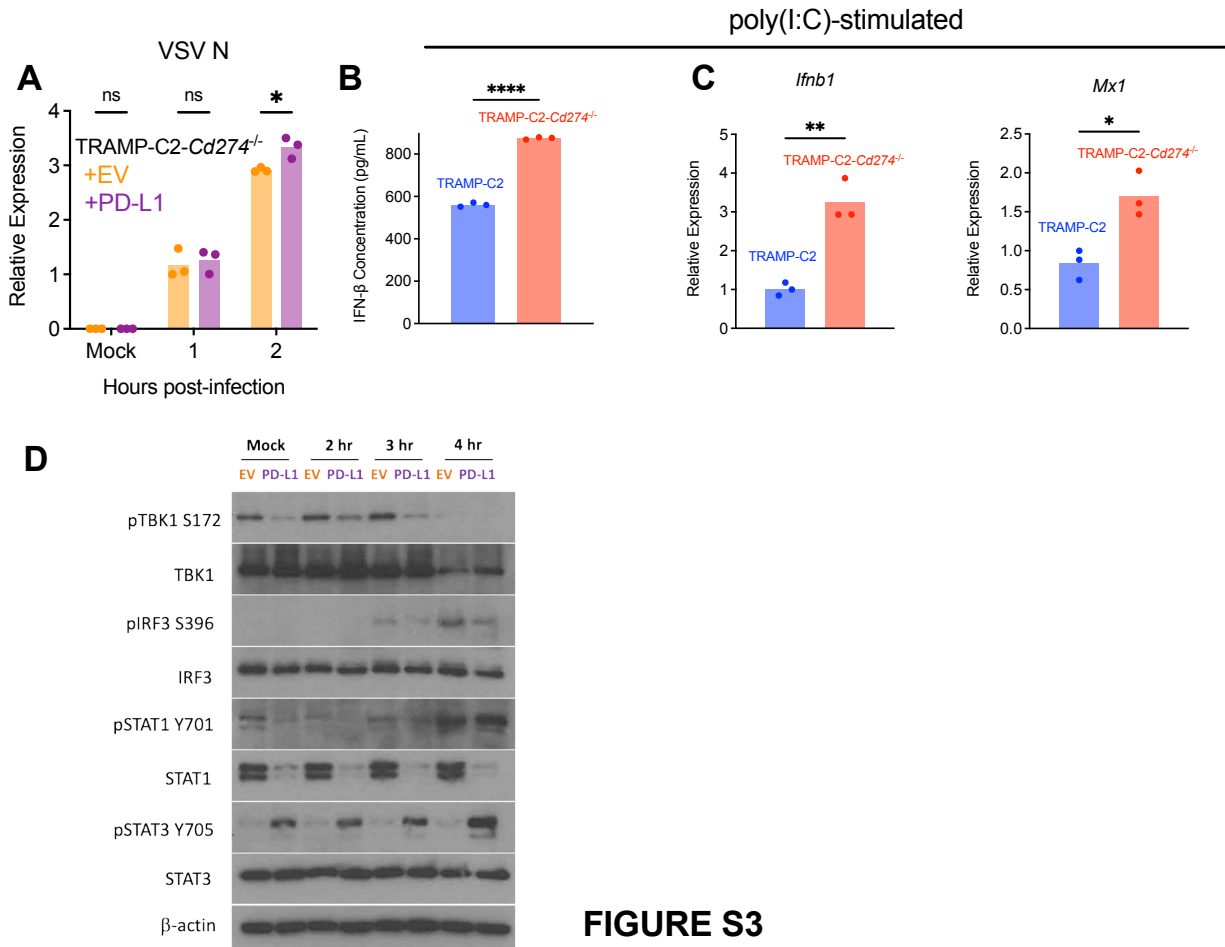 poly(I:C)-stimulated
A
VSV N
ns
ns
*
TRAMP-C2-Cd274-/-
+EV
+PD-L1
Relative Expression
4
3
2
1
0
Mock
1
2
Hours post-infection
B
****
TRAMP-C2-Cd274-/-
TRAMP-C2
IFN-β Concentration (pg/mL)
800
600
400
200
0
C
Ifnb1
**
TRAMP-C2-Cd274-/-
TRAMP-C2
Relative Expression
5
4
3
2
1
0
Mx1
*
TRAMP-C2-Cd274-/-
TRAMP-C2
Relative Expression
2.5
2.0
1.5
1.0
0.5
0.0
D
Mock 2 hr 3 hr 4 hr
EV PD-L1 EV PD-L1 EV PD-L1 EV PD-L1
pTBK1 S172
TBK1
pIRF3 S396
IRF3
pSTAT1 Y701
STAT1
pSTAT3 Y705
STAT3
β-actin
FIGURE S3